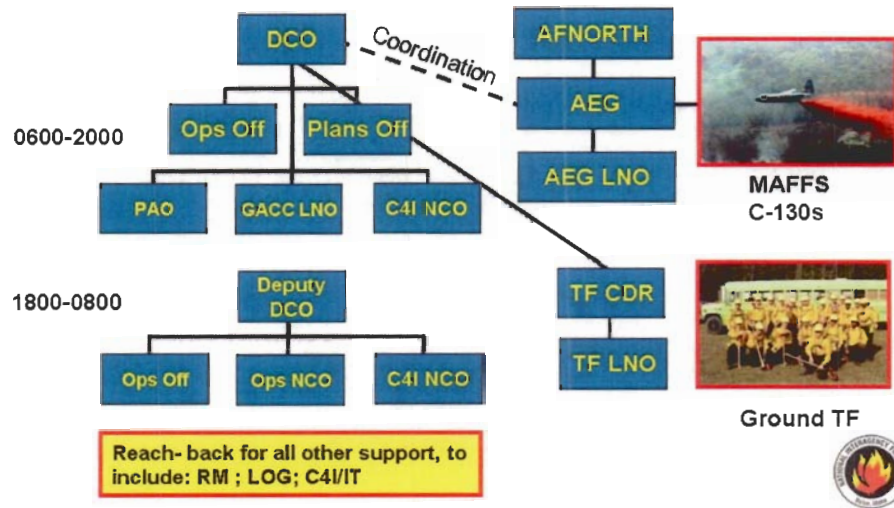 DCO
Coordination
AFNORTH
AEG
Ops Off
Plans Off
0600-2000
AEG LNO
MAFFS
C-130s
PAO
GACC LNO
C4I NCO
1800-0800
Deputy
DCO
TF CDR
Ops Off
Ops NCO
C4I NCO
TF LNO
Ground TF
Reach- back for all other support, to
include: RM ; LOG; C4I/IT
NATIONAL INTERAGENCY